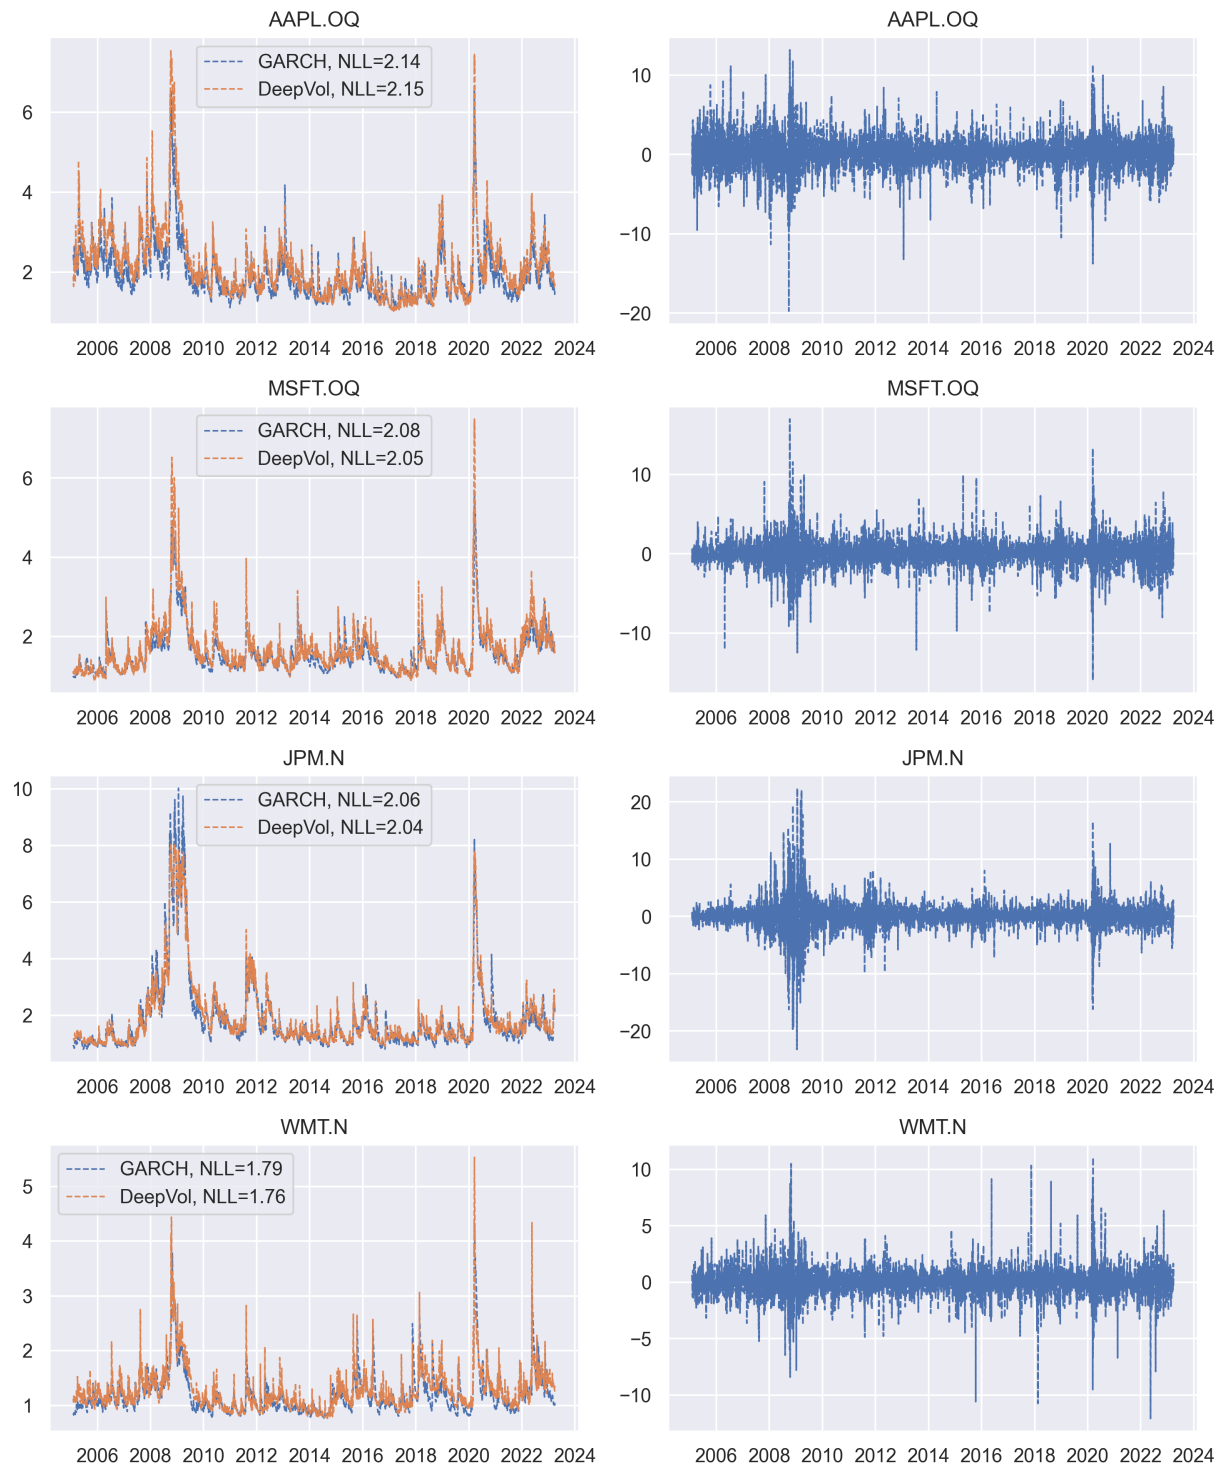 AAPL.OQ
GARCH, NLL=2.14
DeepVol, NLL=2.15
6
4
2
2006 2008 2010 2012 2014 2016 2018 2020 2022 2024
AAPL.OQ
10
0
−10
−20
2006 2008 2010 2012 2014 2016 2018 2020 2022 2024
MSFT.OQ
GARCH, NLL=2.08
DeepVol, NLL=2.05
6
4
2
2006 2008 2010 2012 2014 2016 2018 2020 2022 2024
MSFT.OQ
10
0
−10
2006 2008 2010 2012 2014 2016 2018 2020 2022 2024
JPM.N
GARCH, NLL=2.06
DeepVol, NLL=2.04
10
8
6
4
2
2006 2008 2010 2012 2014 2016 2018 2020 2022 2024
JPM.N
20
10
0
−10
−20
2006 2008 2010 2012 2014 2016 2018 2020 2022 2024
WMT.N
GARCH, NLL=1.79
DeepVol, NLL=1.76
5
4
3
2
1
2006 2008 2010 2012 2014 2016 2018 2020 2022 2024
WMT.N
10
5
0
−5
−10
2006 2008 2010 2012 2014 2016 2018 2020 2022 2024